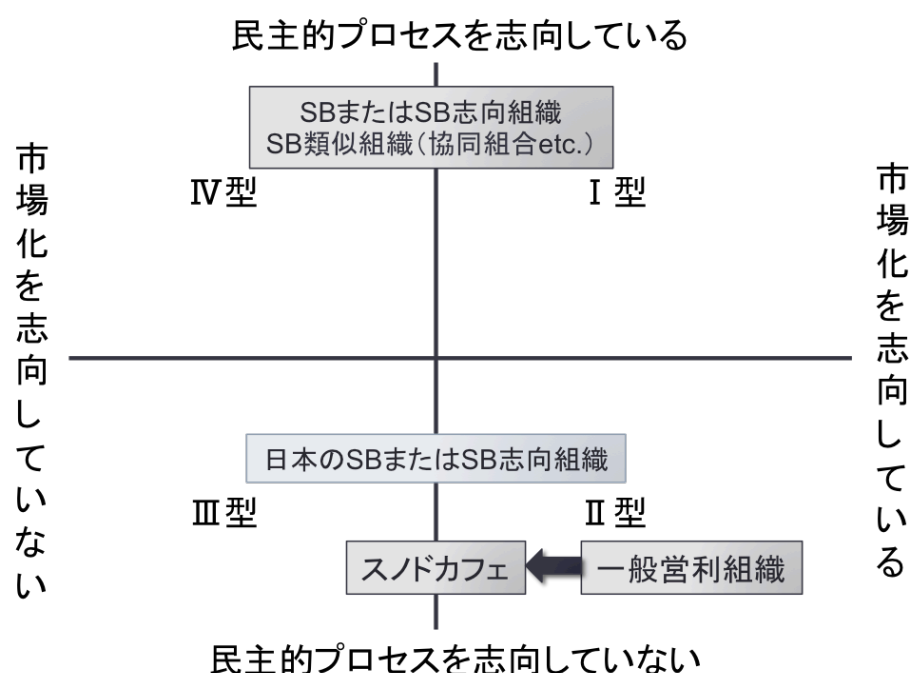 民主的プロセスを志向している
SBまたはSB志向組織
SB類似組織（協同組合etc.）
Ⅳ型
Ⅰ型
市場化を志向していない
市場化を志向している
日本のSBまたはSB志向組織
Ⅲ型
Ⅱ型
スノドカフェ
一般営利組織
民主的プロセスを志向していない